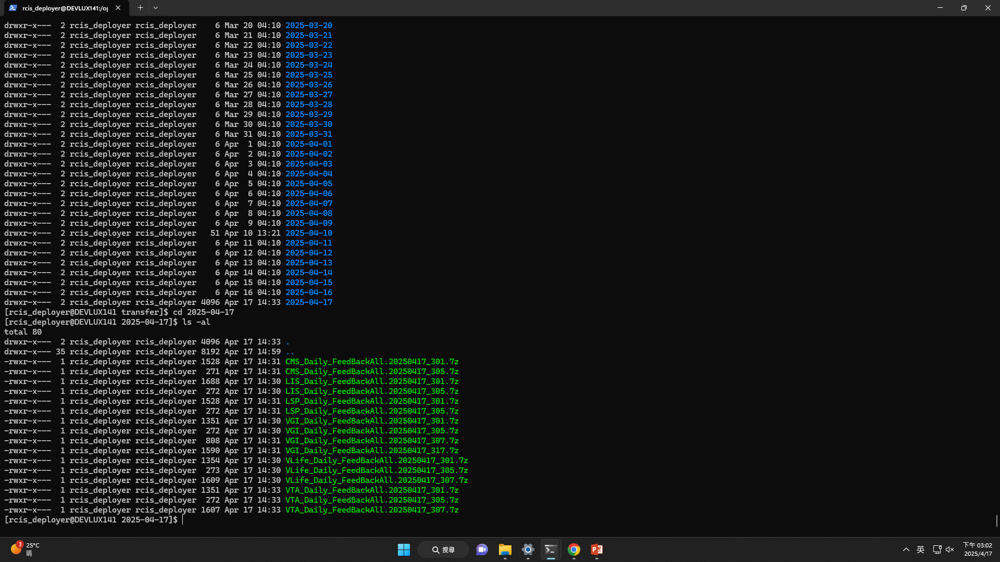 rcis_deployer@DEVLUX141:/op
drwxr-x---  2 rcis_deployer rcis_deployer    6 Mar 20 04:10 2025-03-20
drwxr-x---  2 rcis_deployer rcis_deployer    6 Mar 21 04:10 2025-03-21
drwxr-x---  2 rcis_deployer rcis_deployer    6 Mar 22 04:10 2025-03-22
drwxr-x---  2 rcis_deployer rcis_deployer    6 Mar 23 04:10 2025-03-23
drwxr-x---  2 rcis_deployer rcis_deployer    6 Mar 24 04:10 2025-03-24
drwxr-x---  2 rcis_deployer rcis_deployer    6 Mar 25 04:10 2025-03-25
drwxr-x---  2 rcis_deployer rcis_deployer    6 Mar 26 04:10 2025-03-26
drwxr-x---  2 rcis_deployer rcis_deployer    6 Mar 27 04:10 2025-03-27
drwxr-x---  2 rcis_deployer rcis_deployer    6 Mar 28 04:10 2025-03-28
drwxr-x---  2 rcis_deployer rcis_deployer    6 Mar 29 04:10 2025-03-29
drwxr-x---  2 rcis_deployer rcis_deployer    6 Mar 30 04:10 2025-03-30
drwxr-x---  2 rcis_deployer rcis_deployer    6 Mar 31 04:10 2025-03-31
drwxr-x---  2 rcis_deployer rcis_deployer    6 Apr  1 04:10 2025-04-01
drwxr-x---  2 rcis_deployer rcis_deployer    6 Apr  2 04:10 2025-04-02
drwxr-x---  2 rcis_deployer rcis_deployer    6 Apr  3 04:10 2025-04-03
drwxr-x---  2 rcis_deployer rcis_deployer    6 Apr  4 04:10 2025-04-04
drwxr-x---  2 rcis_deployer rcis_deployer    6 Apr  5 04:10 2025-04-05
drwxr-x---  2 rcis_deployer rcis_deployer    6 Apr  6 04:10 2025-04-06
drwxr-x---  2 rcis_deployer rcis_deployer    6 Apr  7 04:10 2025-04-07
drwxr-x---  2 rcis_deployer rcis_deployer    6 Apr  8 04:10 2025-04-08
drwxr-x---  2 rcis_deployer rcis_deployer    6 Apr  9 04:10 2025-04-09
drwxr-x---  2 rcis_deployer rcis_deployer   51 Apr 10 13:21 2025-04-10
drwxr-x---  2 rcis_deployer rcis_deployer    6 Apr 11 04:10 2025-04-11
drwxr-x---  2 rcis_deployer rcis_deployer    6 Apr 12 04:10 2025-04-12
drwxr-x---  2 rcis_deployer rcis_deployer    6 Apr 13 04:10 2025-04-13
drwxr-x---  2 rcis_deployer rcis_deployer    6 Apr 14 04:10 2025-04-14
drwxr-x---  2 rcis_deployer rcis_deployer    6 Apr 15 04:10 2025-04-15
drwxr-x---  2 rcis_deployer rcis_deployer    6 Apr 16 04:10 2025-04-16
drwxr-x---  2 rcis_deployer rcis_deployer 4096 Apr 17 14:33 2025-04-17
[rcis_deployer@DEVLUX141 transfer]$ cd 2025-04-17
[rcis_deployer@DEVLUX141 2025-04-17]$ ls -al
total 80
drwxr-x---  2 rcis_deployer rcis_deployer 4096 Apr 17 14:33 .
drwxr-x--- 35 rcis_deployer rcis_deployer 8192 Apr 17 14:59 ..
-rwxr-x---  1 rcis_deployer rcis_deployer 1528 Apr 17 14:31 CMS_Daily_FeedBackAll.20250417_301.7z
-rwxr-x---  1 rcis_deployer rcis_deployer  271 Apr 17 14:31 CMS_Daily_FeedBackAll.20250417_305.7z
-rwxr-x---  1 rcis_deployer rcis_deployer 1688 Apr 17 14:30 LIS_Daily_FeedBackAll.20250417_301.7z
-rwxr-x---  1 rcis_deployer rcis_deployer  272 Apr 17 14:30 LIS_Daily_FeedBackAll.20250417_305.7z
-rwxr-x---  1 rcis_deployer rcis_deployer 1528 Apr 17 14:31 LSP_Daily_FeedBackAll.20250417_301.7z
-rwxr-x---  1 rcis_deployer rcis_deployer  272 Apr 17 14:31 LSP_Daily_FeedBackAll.20250417_305.7z
-rwxr-x---  1 rcis_deployer rcis_deployer 1351 Apr 17 14:30 VGI_Daily_FeedBackAll.20250417_301.7z
-rwxr-x---  1 rcis_deployer rcis_deployer  272 Apr 17 14:30 VGI_Daily_FeedBackAll.20250417_305.7z
-rwxr-x---  1 rcis_deployer rcis_deployer  808 Apr 17 14:31 VGI_Daily_FeedBackAll.20250417_307.7z
-rwxr-x---  1 rcis_deployer rcis_deployer 1590 Apr 17 14:31 VGI_Daily_FeedBackAll.20250417_317.7z
-rwxr-x---  1 rcis_deployer rcis_deployer 1354 Apr 17 14:30 VLife_Daily_FeedBackAll.20250417_301.7z
-rwxr-x---  1 rcis_deployer rcis_deployer  273 Apr 17 14:30 VLife_Daily_FeedBackAll.20250417_305.7z
-rwxr-x---  1 rcis_deployer rcis_deployer 1609 Apr 17 14:30 VLife_Daily_FeedBackAll.20250417_307.7z
-rwxr-x---  1 rcis_deployer rcis_deployer 1351 Apr 17 14:33 VTA_Daily_FeedBackAll.20250417_301.7z
-rwxr-x---  1 rcis_deployer rcis_deployer  272 Apr 17 14:33 VTA_Daily_FeedBackAll.20250417_305.7z
-rwxr-x---  1 rcis_deployer rcis_deployer 1607 Apr 17 14:33 VTA_Daily_FeedBackAll.20250417_307.7z
[rcis_deployer@DEVLUX141 2025-04-17]$
3
25°C
晴
搜尋
英
下午 03:02
2025/4/17